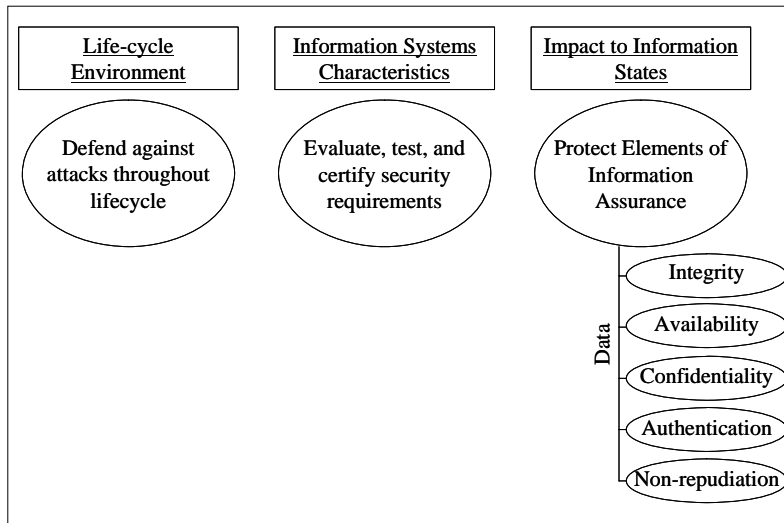 Life-cycle
Environment
Defend against
attacks throughout
lifecycle
Information Systems
Characteristics
Evaluate, test, and
certify security
requirements
Impact to Information
States
Protect Elements of
Information
Assurance
Data
Integrity
Availability
Confidentiality
Authentication
Non-repudiation